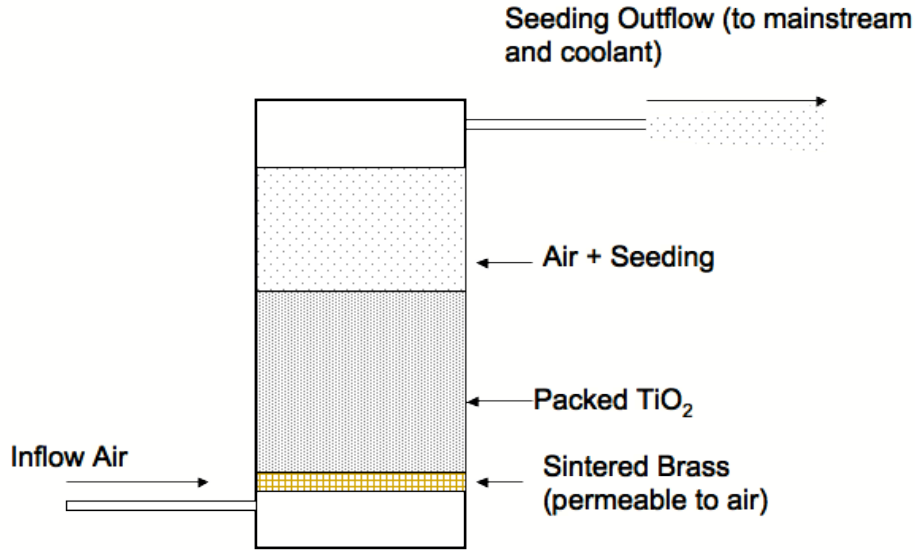 Seeding Outflow (to mainstream
and coolant)
Air + Seeding
Packed TiO₂
Inflow Air
Sintered Brass
(permeable to air)